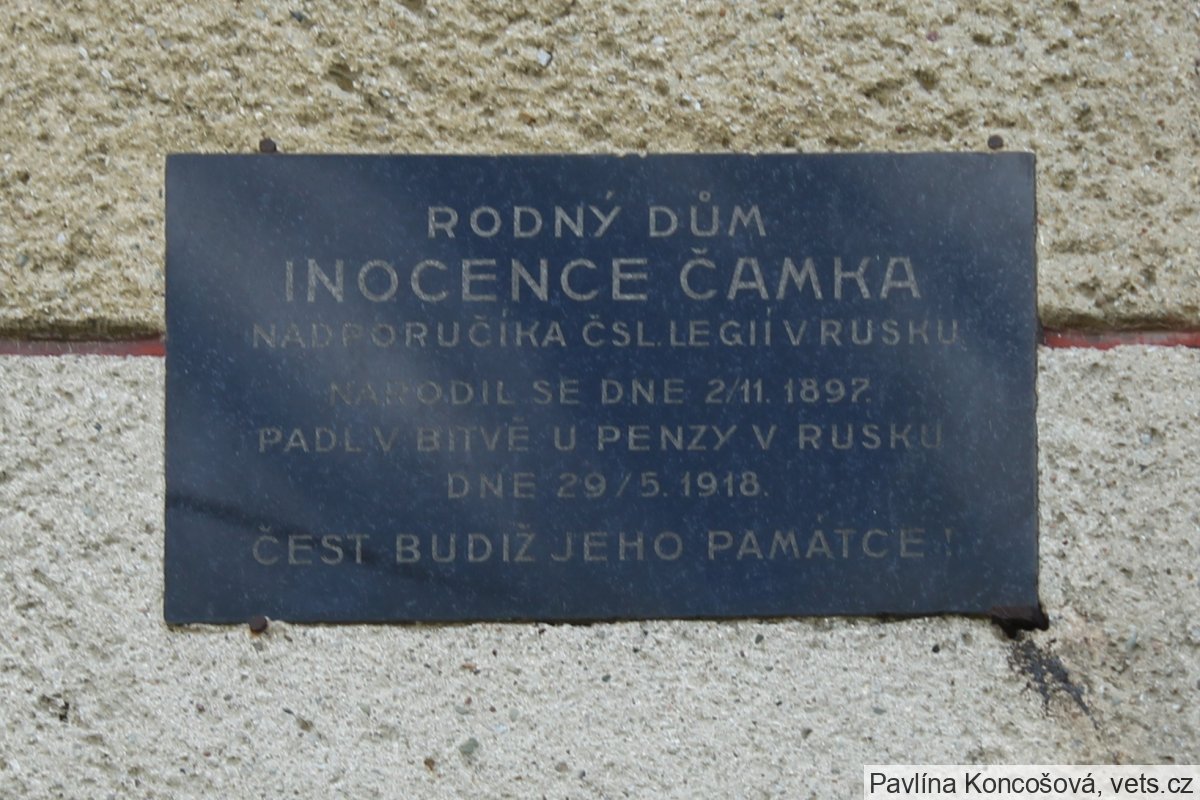 RODNÝ DŮM
INOCENCE ČAMKA
NADPORUČÍKA ČSL. LEGIÍ V RUSKU
NARODIL SE DNE 2/11. 1897.
PADL V BITVĚ U PENZY V RUSKU
DNE 29/5. 1918.
ČEST BUDIŽ JEHO PAMÁTCE!
Pavlína Koncošová, vets.cz